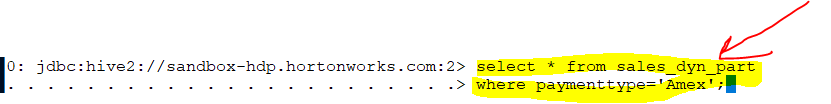 0: jdbc:hive2://sandbox-hdp.hortonworks.com:2> select * from sales_dyn_part
. . . . . . . . . . . . . . . . . . . . . . .> where paymenttype='Amex';